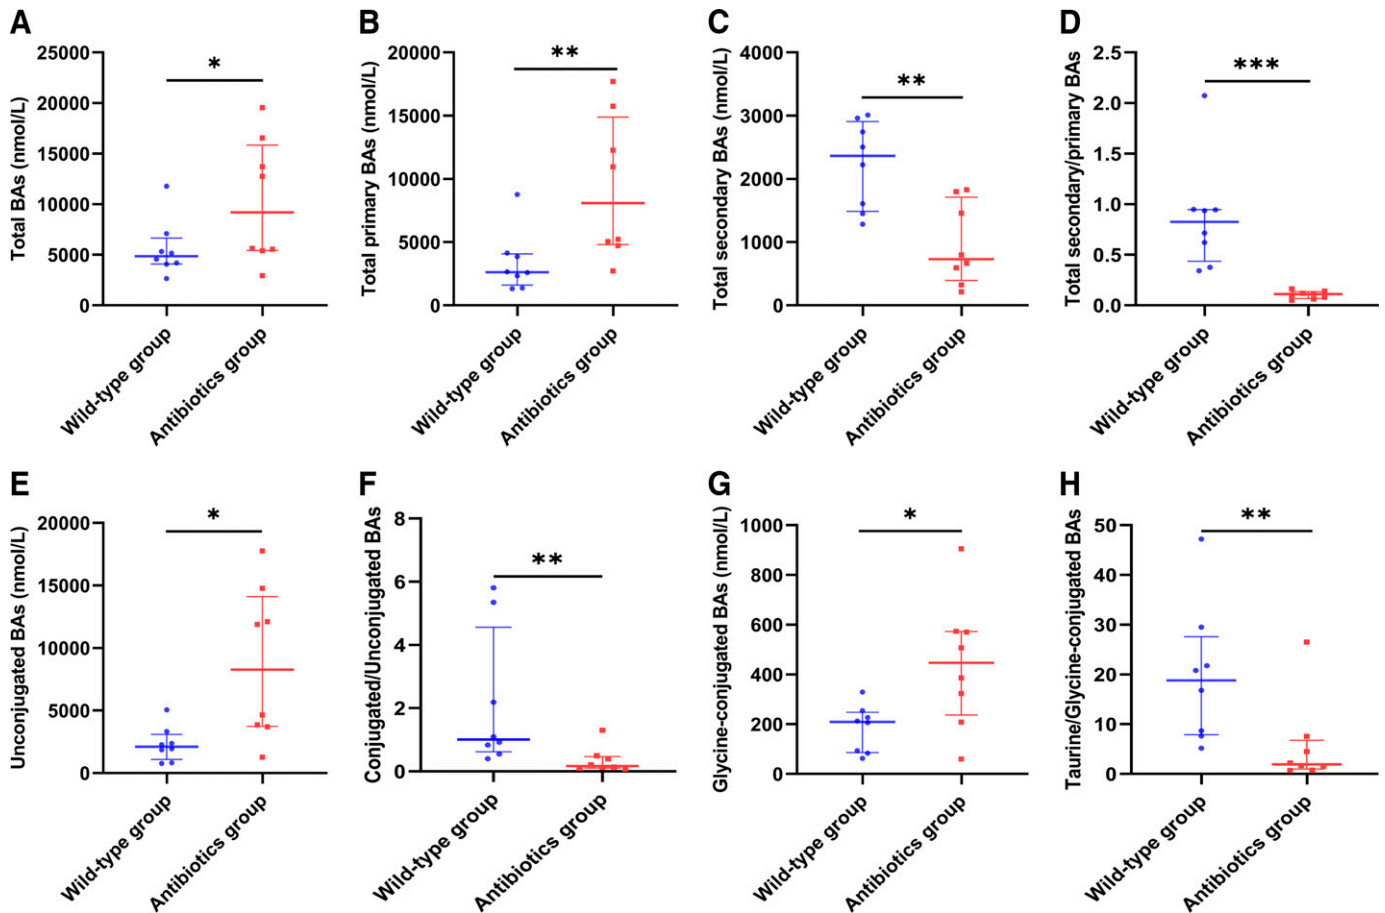 A
Total BAs (nmol/L)
25000
20000
15000
10000
5000
0
*
Wild-type group
Antibiotics group
B
Total primary BAs (nmol/L)
20000
15000
10000
5000
0
**
Wild-type group
Antibiotics group
C
Total secondary BAs (nmol/L)
4000
3000
2000
1000
0
**
Wild-type group
Antibiotics group
D
Total secondary/primary BAs
2.5
2.0
1.5
1.0
0.5
0.0
***
Wild-type group
Antibiotics group
E
Unconjugated BAs (nmol/L)
20000
15000
10000
5000
0
*
Wild-type group
Antibiotics group
F
Conjugated/Unconjugated BAs
8
6
4
2
0
**
Wild-type group
Antibiotics group
G
Glycine-conjugated BAs (nmol/L)
1000
800
600
400
200
0
*
Wild-type group
Antibiotics group
H
Taurine/Glycine-conjugated BAs
50
40
30
20
10
0
**
Wild-type group
Antibiotics group